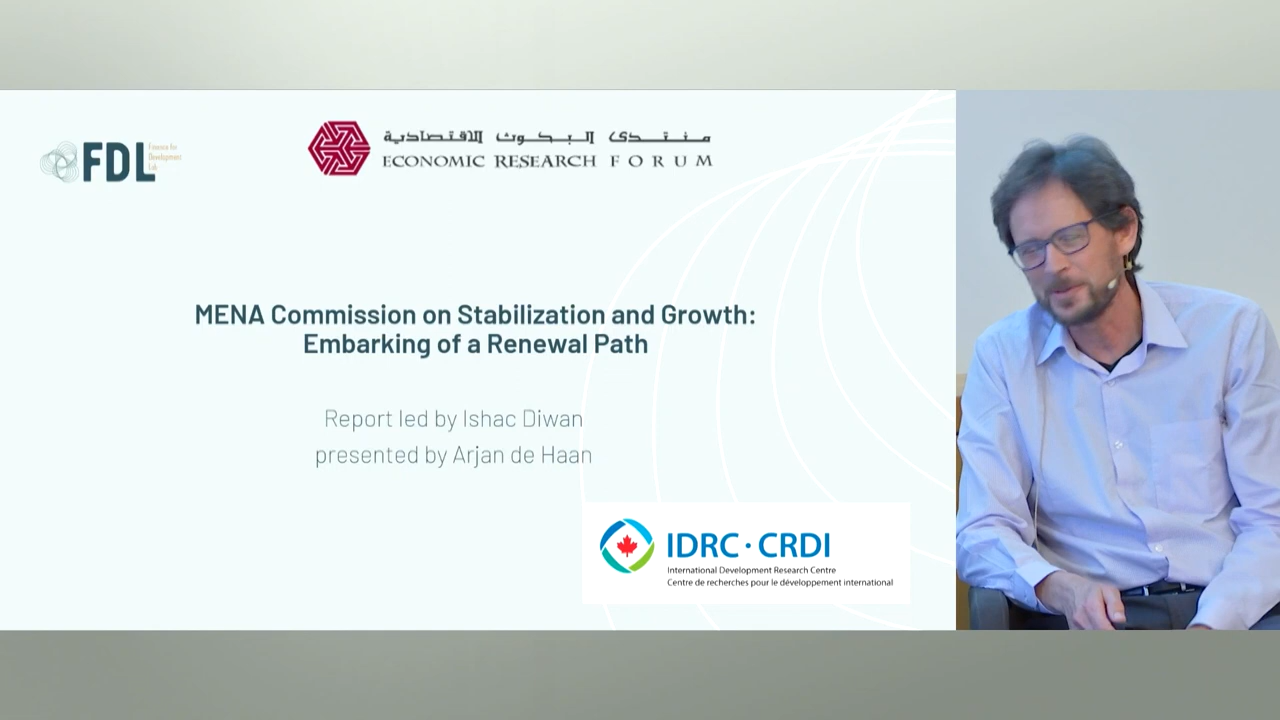 FDL
Finance for
Development
Lab
منتدى البحوث الاقتصادية
ECONOMIC RESEARCH FORUM
MENA Commission on Stabilization and Growth:
Embarking of a Renewal Path
Report led by Ishac Diwan
presented by Arjan de Haan
IDRC · CRDI
International Development Research Centre
Centre de recherches pour le développement international